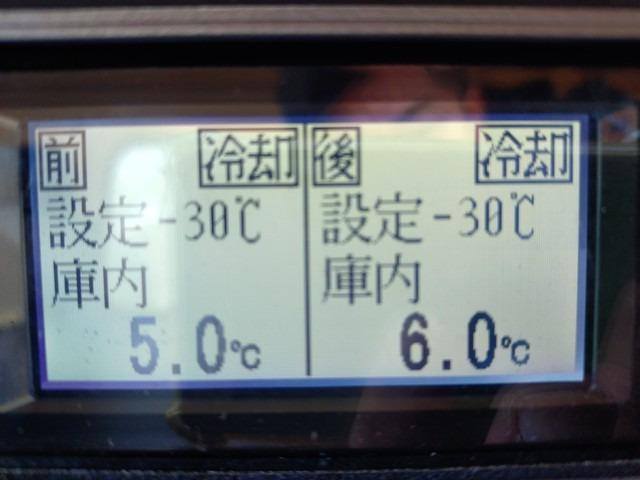 前 冷却
設定-30℃
庫内
5.0℃
後 冷却
設定-30℃
庫内
6.0℃